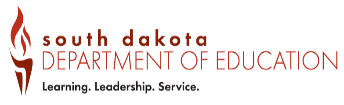 south dakota
DEPARTMENT OF EDUCATION
Learning. Leadership. Service.